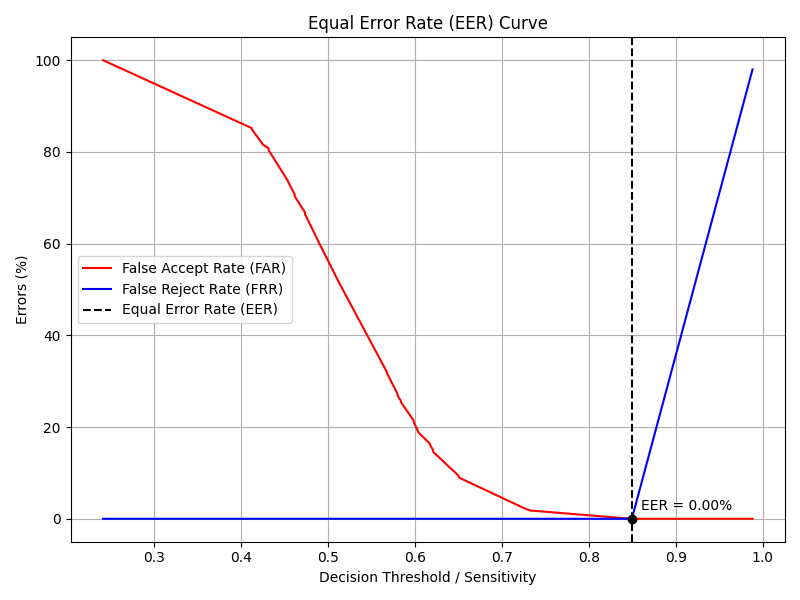 Equal Error Rate (EER) Curve
Errors (%)
100
80
60
40
20
0
False Accept Rate (FAR)
False Reject Rate (FRR)
Equal Error Rate (EER)
EER = 0.00%
0.3 0.4 0.5 0.6 0.7 0.8 0.9 1.0
Decision Threshold / Sensitivity